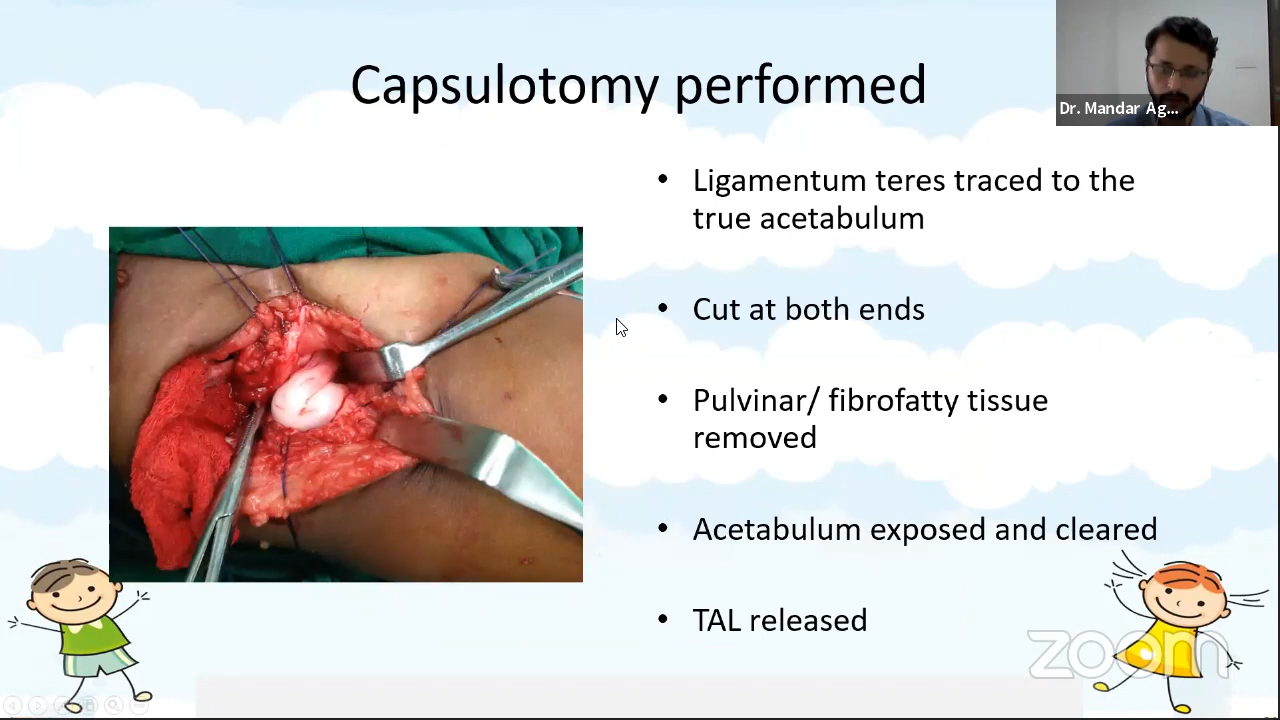 Capsulotomy performed
Dr. Mandar Ag...
• Ligamentum teres traced to the
true acetabulum
• Cut at both ends
• Pulvinar/ fibrofatty tissue
removed
• Acetabulum exposed and cleared
• TAL released
zoom